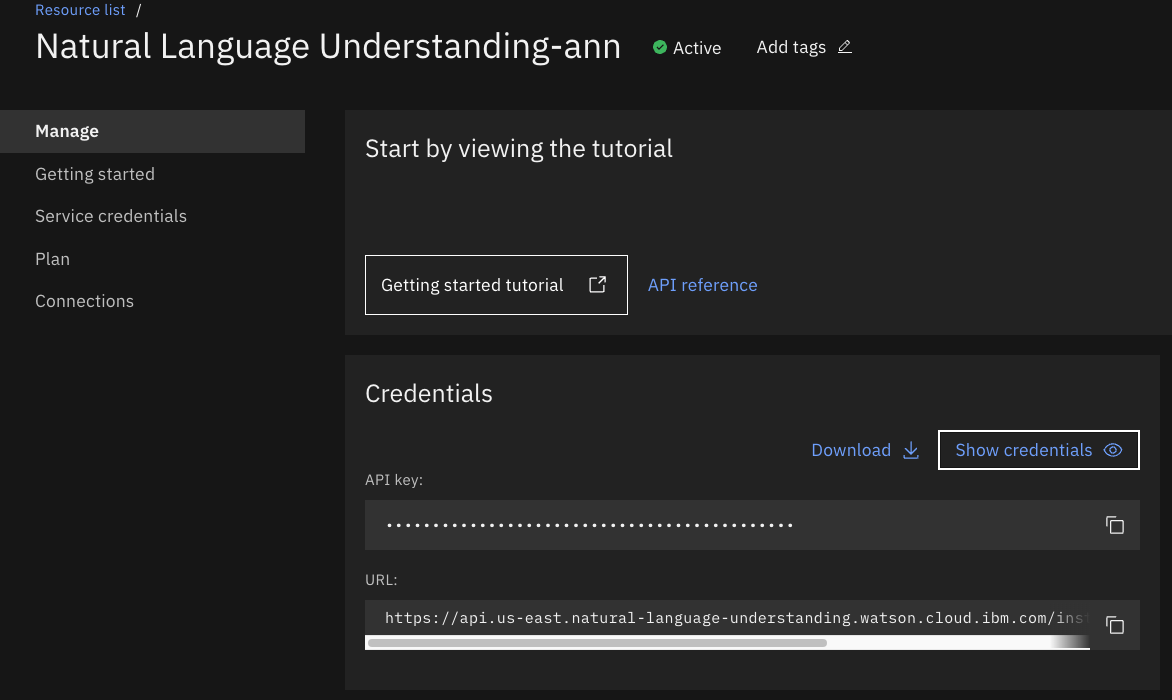 Resource list /
Natural Language Understanding-ann
Active
Add tags
Manage
Getting started
Service credentials
Plan
Connections
Start by viewing the tutorial
Getting started tutorial
API reference
Credentials
Download
Show credentials
API key:
••••••••••••••••••••••••••••••••••••••••••••
URL:
https://api.us-east.natural-language-understanding.watson.cloud.ibm.com/inst